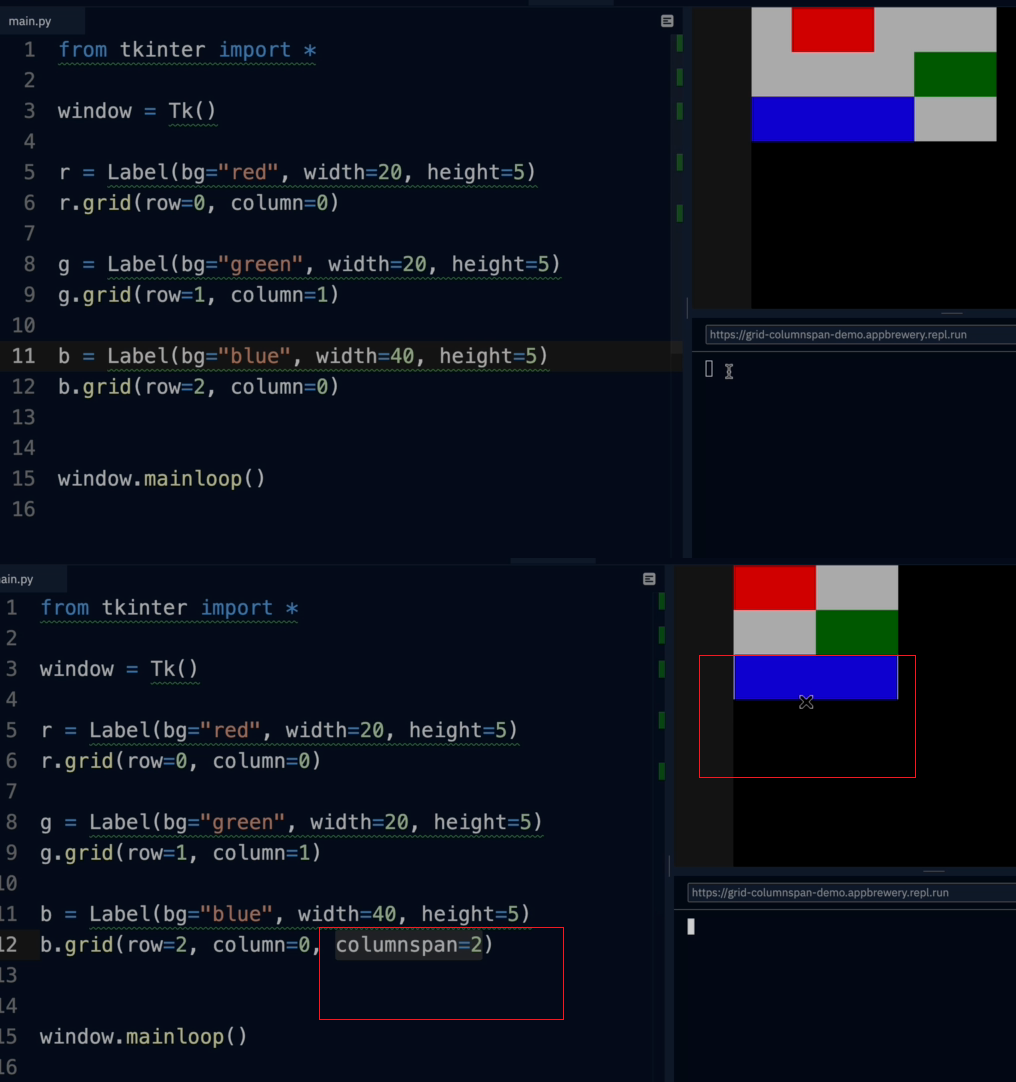 main.py
1 from tkinter import *
2
3 window = Tk()
4
5 r = Label(bg="red", width=20, height=5)
6 r.grid(row=0, column=0)
7
8 g = Label(bg="green", width=20, height=5)
9 g.grid(row=1, column=1)
10
11 b = Label(bg="blue", width=40, height=5)
12 b.grid(row=2, column=0)
13
14
15 window.mainloop()
16
https://grid-columnspan-demo.appbrewery.repl.run
ain.py
1 from tkinter import *
2
3 window = Tk()
4
5 r = Label(bg="red", width=20, height=5)
6 r.grid(row=0, column=0)
7
8 g = Label(bg="green", width=20, height=5)
9 g.grid(row=1, column=1)
10
11 b = Label(bg="blue", width=40, height=5)
12 b.grid(row=2, column=0, columnspan=2)
13
14
15 window.mainloop()
16
https://grid-columnspan-demo.appbrewery.repl.run